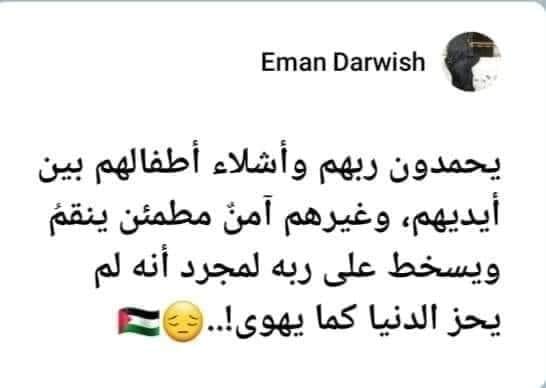 Eman Darwish
يحمدون ربهم وأشلاء أطفالهم بين
أيديهم، وغيرهم آمنٌ مطمئن ينقمُ
ويسخط على ربه لمجرد أنه لم
يحز الدنيا كما يهوى!..😔🇵🇸